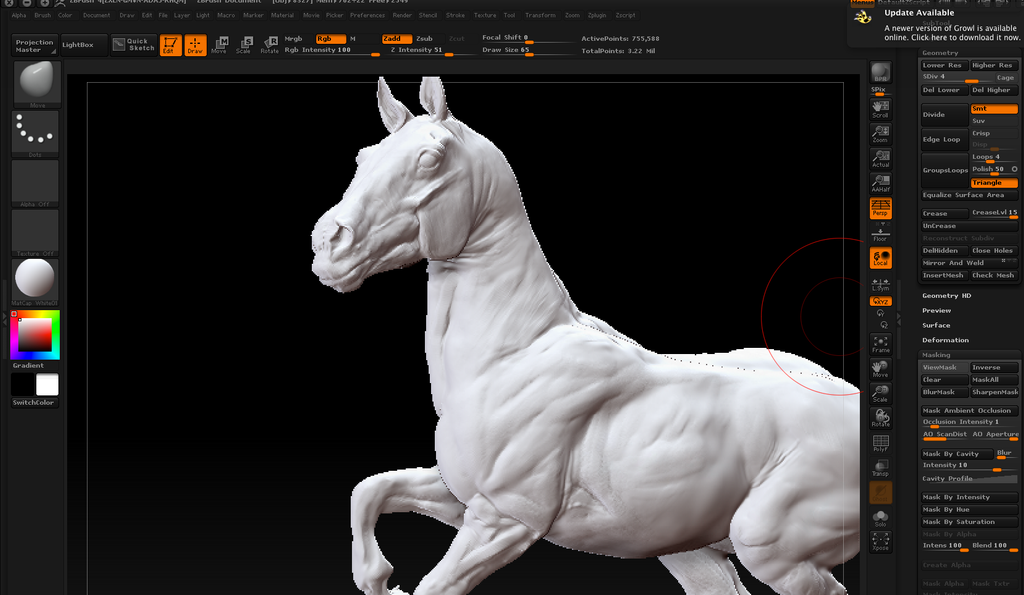 Alpha Brush Color Document Draw Edit File Layer Light Macro Marker Material Movie Picker Preferences Render Stencil Stroke Texture Tool Transform Zoom Zplugin Zscript
Update Available
A newer version of Growl is available
online. Click here to download it now.
Projection
Master
LightBox
Quick
Sketch
Edit
Draw
Move
Scale
Rotate
Mrgb
Rgb
M
Rgb Intensity 100
Zadd
Zsub
Zcut
Z Intensity 51
Focal Shift 0
Draw Size 65
ActivePoints: 755,588
TotalPoints: 3.22 Mil
Move
Dots
Alpha Off
Texture Off
Gradient
SwitchColor
BPR
SPix
Scroll
Zoom
Actual
AAHalf
Persp
Floor
Local
L.Sym
Frame
Move
Scale
Rotate
PolyF
Transp
Solo
Xpose
Geometry
Lower Res
Higher Res
SDiv 4
Cage
Del Lower
Del Higher
Divide
Smt
Suv
Edge Loop
Crisp
Disp
GroupsLoops
Loops 4
Polish 50
Triangle
Equalize Surface Area
Crease
CreaseLvl 15
UnCrease
Reconstruct Subdiv
DelHidden
Close Holes
Mirror And Weld
InsertMesh
Check Mesh
Geometry HD
Preview
Surface
Deformation
Masking
ViewMask
Inverse
Clear
MaskAll
BlurMask
SharpenMask
Mask Ambient Occlusion
Occlusion Intensity 1
AO ScanDist
AO Aperture
Mask By Cavity
Blur
Intensity 10
Cavity Profile
Mask By Intensity
Mask By Hue
Mask By Saturation
Mask By Alpha
Intens 100
Blend 100
Create Alpha
Mask Alpha
Mask Txtr